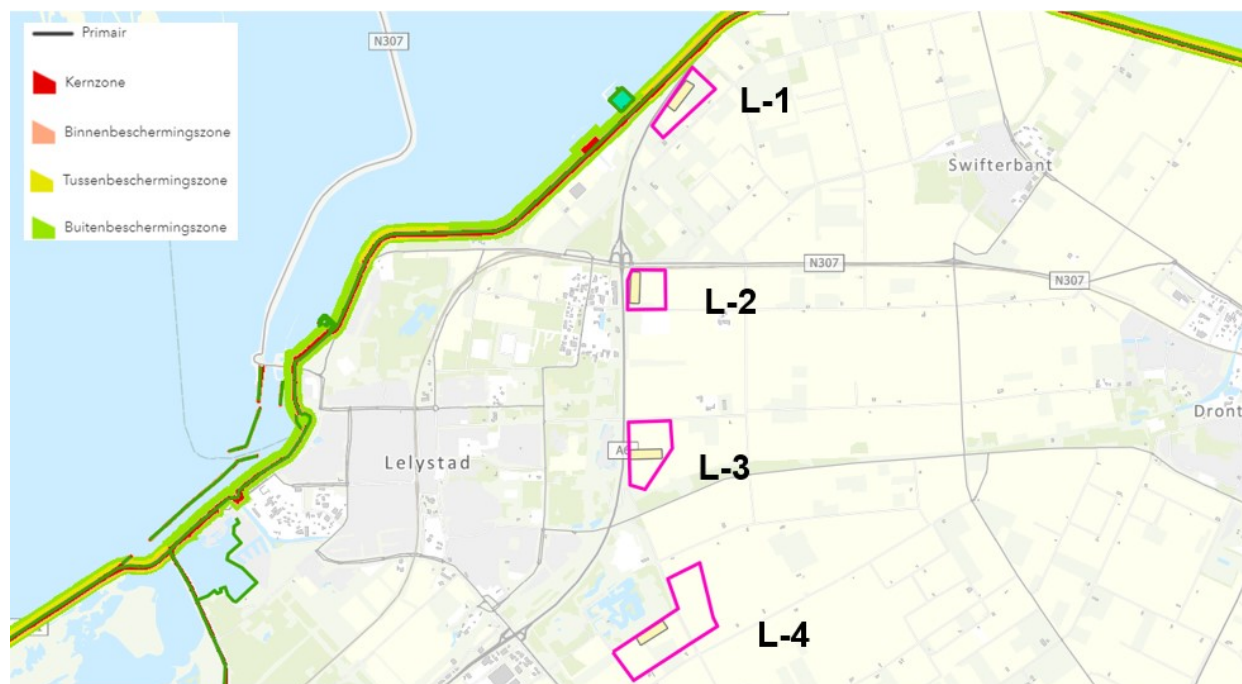 Primair
Kernzone
Binnenbeschermingszone
Tussenbeschermingszone
Buitenbeschermingszone
N307
L-1
Swifterbant
N307
N307
L-2
Dront
A6
L-3
Lelystad
L-4